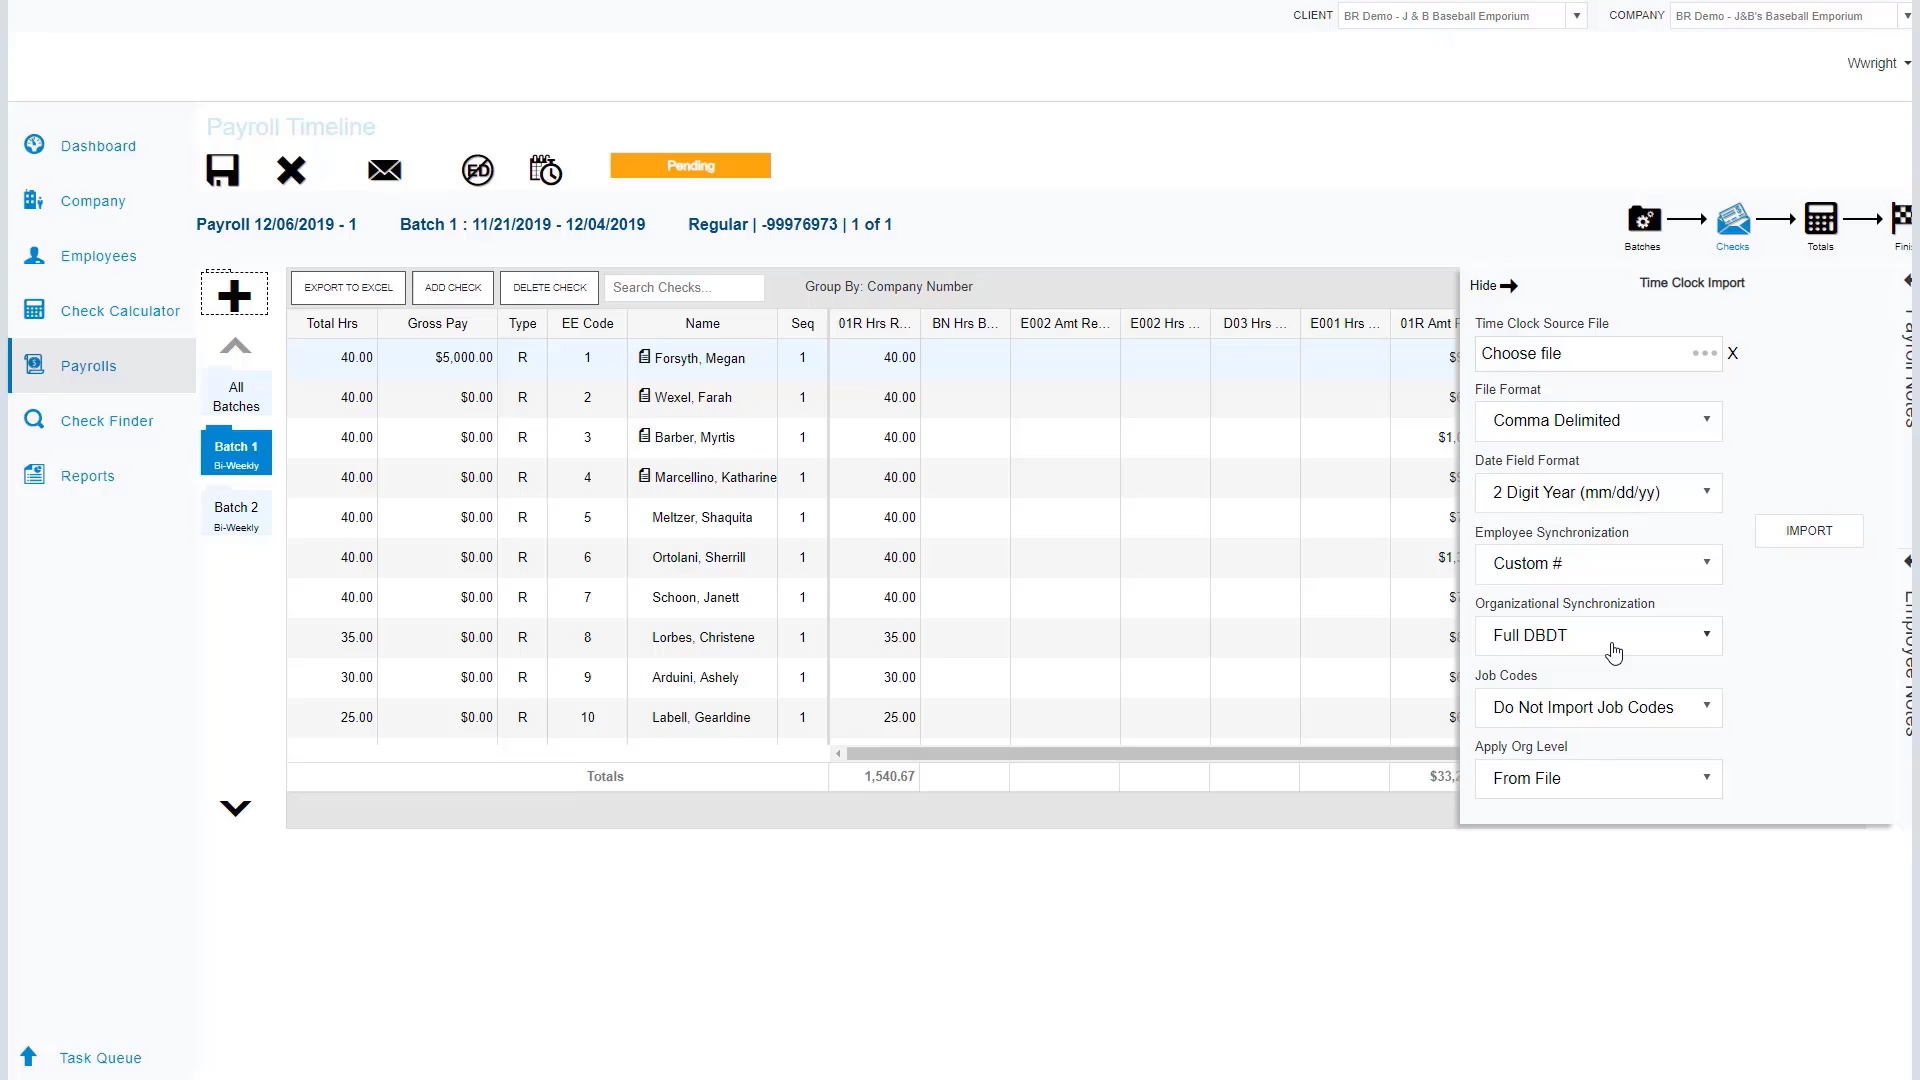 CLIENT BR Demo - J & B Baseball Emporium COMPANY BR Demo - J&B's Baseball Emporium
Wwright
Payroll Timeline
Pending
Payroll 12/06/2019 - 1 Batch 1 : 11/21/2019 - 12/04/2019 Regular | -99976973 | 1 of 1
Batches Checks Totals
Dashboard
Company
Employees
Check Calculator
Payrolls
Check Finder
Reports
Task Queue
All
Batches
Batch 1
Bi-Weekly
Batch 2
Bi-Weekly
EXPORT TO EXCEL ADD CHECK DELETE CHECK Search Checks... Group By: Company Number
Total Hrs Gross Pay Type EE Code Name Seq 01R Hrs R... BN Hrs B... E002 Amt Re... E002 Hrs ... D03 Hrs ... E001 Hrs ... 01R Amt
40.00 $5,000.00 R 1 Forsyth, Megan 1 40.00
40.00 $0.00 R 2 Wexel, Farah 1 40.00
40.00 $0.00 R 3 Barber, Myrtis 1 40.00
40.00 $0.00 R 4 Marcellino, Katharine 1 40.00
40.00 $0.00 R 5 Meltzer, Shaquita 1 40.00
40.00 $0.00 R 6 Ortolani, Sherrill 1 40.00
40.00 $0.00 R 7 Schoon, Janett 1 40.00
35.00 $0.00 R 8 Lorbes, Christene 1 35.00
30.00 $0.00 R 9 Arduini, Ashely 1 30.00
25.00 $0.00 R 10 Labell, Gearldine 1 25.00
Totals 1,540.67
Hide Time Clock Import
Time Clock Source File
Choose file X
File Format
Comma Delimited
Date Field Format
2 Digit Year (mm/dd/yy)
Employee Synchronization
Custom #
IMPORT
Organizational Synchronization
Full DBDT
Job Codes
Do Not Import Job Codes
Apply Org Level
From File
Payroll Notes
Employee Notes